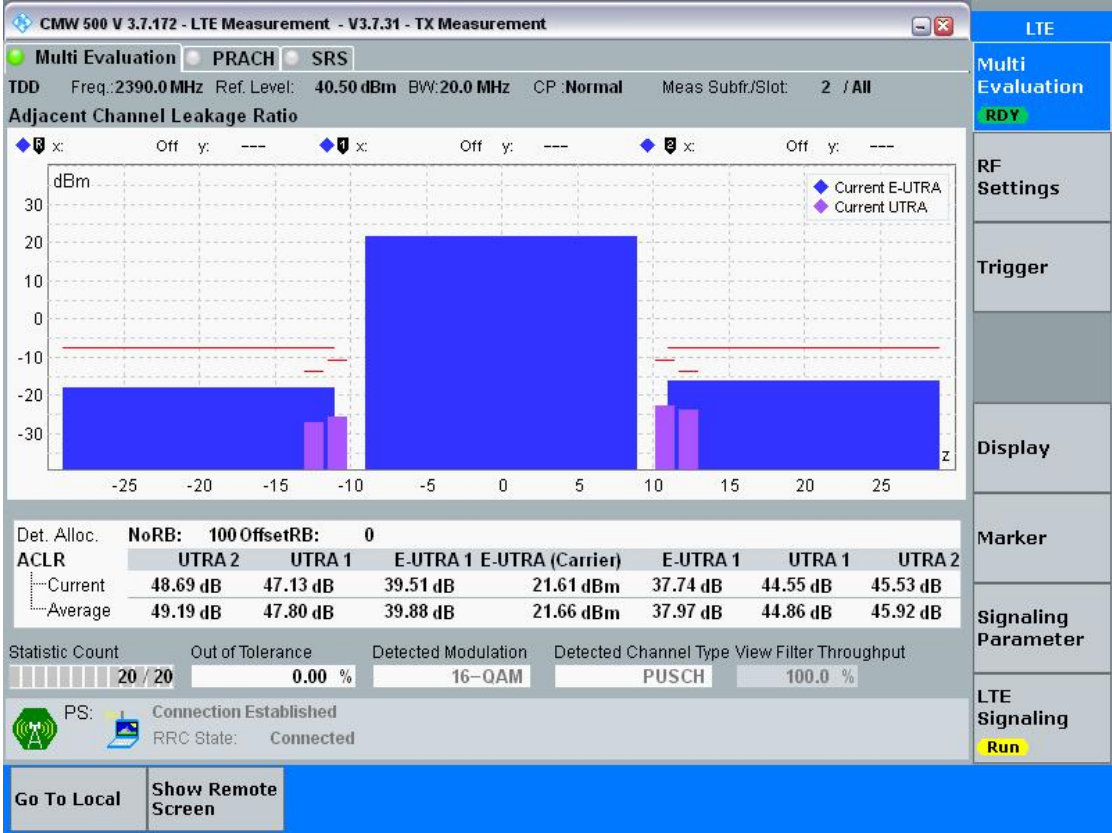 CMW 500 V 3.7.172 - LTE Measurement - V3.7.31 - TX Measurement
LTE
Multi Evaluation PRACH SRS
Multi
Evaluation
RDY
TDD Freq.:2390.0 MHz Ref. Level: 40.50 dBm BW:20.0 MHz CP :Normal Meas Subfr./Slot: 2 / All
Adjacent Channel Leakage Ratio
R x: Off y: --- 1 x: Off y: --- 2 x: Off y: ---
RF
Settings
dBm
Current E-UTRA
Current UTRA
30
20
10
0
-10
-20
-30
z
-25 -20 -15 -10 -5 0 5 10 15 20 25
Trigger
Display
Marker
Det. Alloc. NoRB: 100 OffsetRB: 0
ACLR UTRA 2 UTRA 1 E-UTRA 1 E-UTRA (Carrier) E-UTRA 1 UTRA 1 UTRA 2
Current 48.69 dB 47.13 dB 39.51 dB 21.61 dBm 37.74 dB 44.55 dB 45.53 dB
Average 49.19 dB 47.80 dB 39.88 dB 21.66 dBm 37.97 dB 44.86 dB 45.92 dB
Signaling
Parameter
Statistic Count Out of Tolerance Detected Modulation Detected Channel Type View Filter Throughput
20 / 20 0.00 % 16-QAM PUSCH 100.0 %
PS: Connection Established
RRC State: Connected
LTE
Signaling
Run
Go To Local
Show Remote
Screen